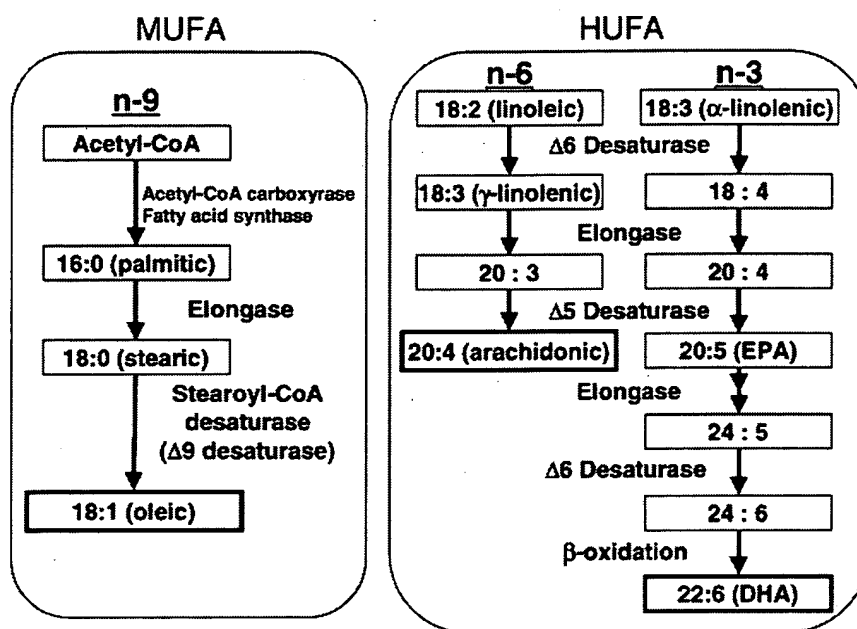 MUFA
n-9
Acetyl-CoA
Acetyl-CoA carboxyrase
Fatty acid synthase
16:0 (palmitic)
Elongase
18:0 (stearic)
Stearoyl-CoA
desaturase
(Δ9 desaturase)
18:1 (oleic)
HUFA
n-6
n-3
18:2 (linoleic)
18:3 (α-linolenic)
Δ6 Desaturase
18:3 (γ-linolenic)
18 : 4
Elongase
20 : 3
20 : 4
Δ5 Desaturase
20:4 (arachidonic)
20:5 (EPA)
Elongase
24 : 5
Δ6 Desaturase
24 : 6
β-oxidation
22:6 (DHA)